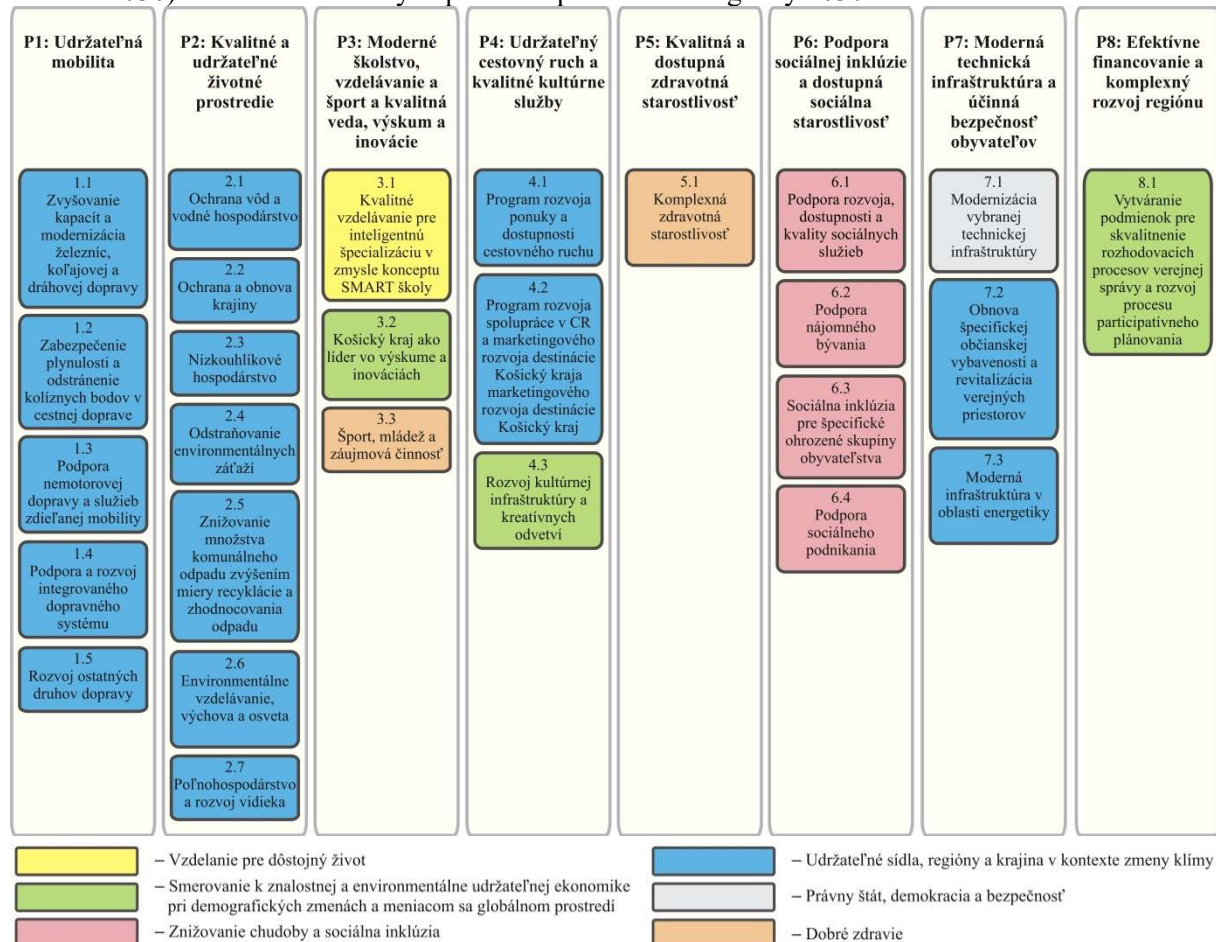 P1: Udržateľná
mobilita
1.1
Zvyšovanie
kapacít a
modernizácia
železníc,
koľajovej a
dráhovej dopravy
1.2
Zabezpečenie
plynulosti a
odstránenie
kolíznych bodov v
cestnej doprave
1.3
Podpora
nemotorovej
dopravy a služieb
zdieľanej mobility
1.4
Podpora a rozvoj
integrovaného
dopravného
systému
1.5
Rozvoj ostatných
druhov dopravy
P2: Kvalitné a
udržateľné
životné
prostredie
2.1
Ochrana vôd a
vodné hospodárstvo
2.2
Ochrana a obnova
krajiny
2.3
Nízkouhlíkové
hospodárstvo
2.4
Odstraňovanie
environmentálnych
záťaží
2.5
Znižovanie
množstva
komunálneho
odpadu zvýšením
miery recyklácie a
zhodnocovania
odpadu
2.6
Environmentálne
vzdelávanie,
výchova a osveta
2.7
Poľnohospodárstvo
a rozvoj vidieka
P3: Moderné
školstvo,
vzdelávanie a
šport a kvalitná
veda, výskum a
inovácie
3.1
Kvalitné
vzdelávanie pre
inteligentnú
špecializáciu v
zmysle konceptu
SMART školy
3.2
Košický kraj ako
líder vo výskume a
inováciách
3.3
Šport, mládež a
záujmová činnosť
P4: Udržateľný
cestovný ruch a
kvalitné kultúrne
služby
4.1
Program rozvoja
ponuky a
dostupnosti
cestovného ruchu
4.2
Program rozvoja
spolupráce v CR
a marketingového
rozvoja destinácie
Košický kraja
marketingového
rozvoja destinácie
Košický kraj
4.3
Rozvoj kultúrnej
infraštruktúry a
kreatívnych
odvetví
P5: Kvalitná a
dostupná
zdravotná
starostlivosť
5.1
Komplexná
zdravotná
starostlivosť
P6: Podpora
sociálnej inklúzie
a dostupná
sociálna
starostlivosť
6.1
Podpora rozvoja,
dostupnosti a
kvality sociálnych
služieb
6.2
Podpora
nájomného
bývania
6.3
Sociálna inklúzia
pre špecifické
ohrozené skupiny
obyvateľstva
6.4
Podpora
sociálneho
podnikania
P7: Moderná
technická
infraštruktúra a
účinná
bezpečnosť
obyvateľov
7.1
Modernizácia
vybranej
technickej
infraštruktúry
7.2
Obnova
špecifickej
občianskej
vybavenosti a
revitalizácia
verejných
priestorov
7.3
Moderná
infraštruktúra v
oblasti energetiky
P8: Efektívne
financovanie a
komplexný
rozvoj regiónu
8.1
Vytváranie
podmienok pre
skvalitnenie
rozhodovacích
procesov verejnej
správy a rozvoj
procesu
participatívneho
plánovania
– Vzdelanie pre dôstojný život
– Smerovanie k znalostnej a environmentálne udržateľnej ekonomike
pri demografických zmenách a meniacom sa globálnom prostredí
– Znižovanie chudoby a sociálna inklúzia
– Udržateľné sídla, regióny a krajina v kontexte zmeny klímy
– Právny štát, demokracia a bezpečnosť
– Dobré zdravie